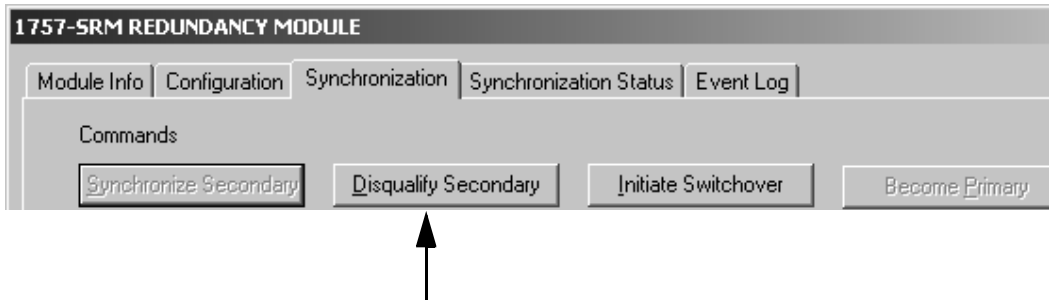 1757-SRM REDUNDANCY MODULE
Module Info Configuration Synchronization Synchronization Status Event Log
Commands
Synchronize Secondary Disqualify Secondary Initiate Switchover Become Primary